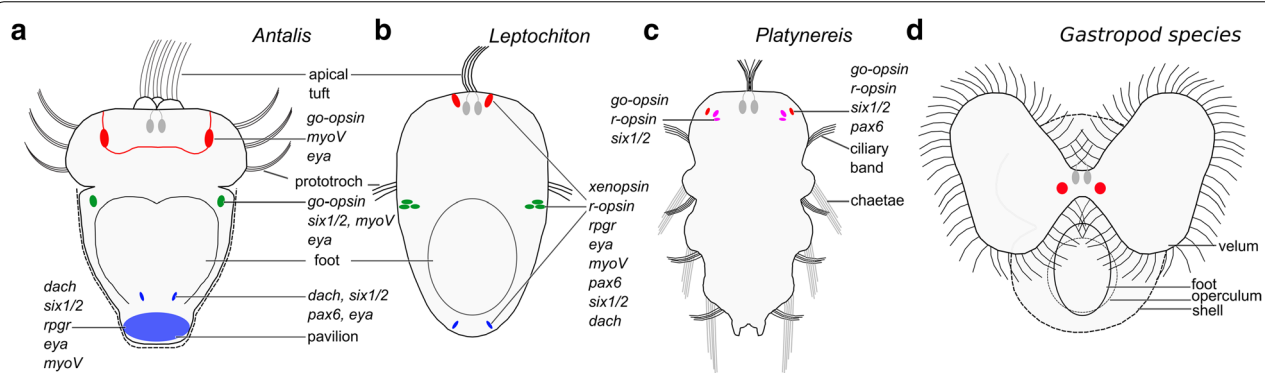 a
Antalis
apical
tuft
go-opsin
myoV
eya
prototroch
go-opsin
six1/2, myoV
eya
foot
dach
six1/2
rpgr
eya
myoV
dach, six1/2
pax6, eya
pavilion
b
Leptochiton
xenopsin
r-opsin
rpgr
eya
myoV
pax6
six1/2
dach
c
Platynereis
go-opsin
r-opsin
six1/2
go-opsin
r-opsin
six1/2
pax6
ciliary
band
chaetae
d
Gastropod species
velum
foot
operculum
shell